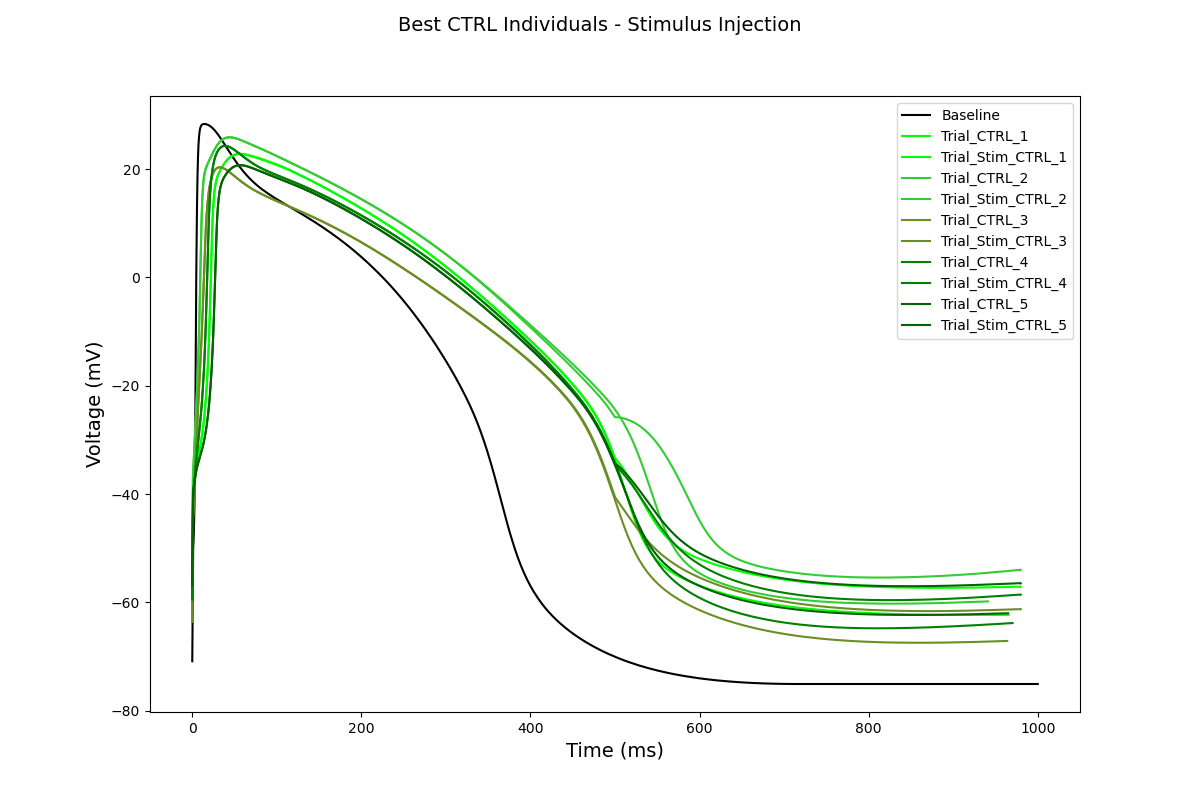 Best CTRL Individuals - Stimulus Injection
Baseline
Trial_CTRL_1
Trial_Stim_CTRL_1
Trial_CTRL_2
Trial_Stim_CTRL_2
Trial_CTRL_3
Trial_Stim_CTRL_3
Trial_CTRL_4
Trial_Stim_CTRL_4
Trial_CTRL_5
Trial_Stim_CTRL_5
Voltage (mV)
20
0
−20
−40
−60
−80
0 200 400 600 800 1000
Time (ms)